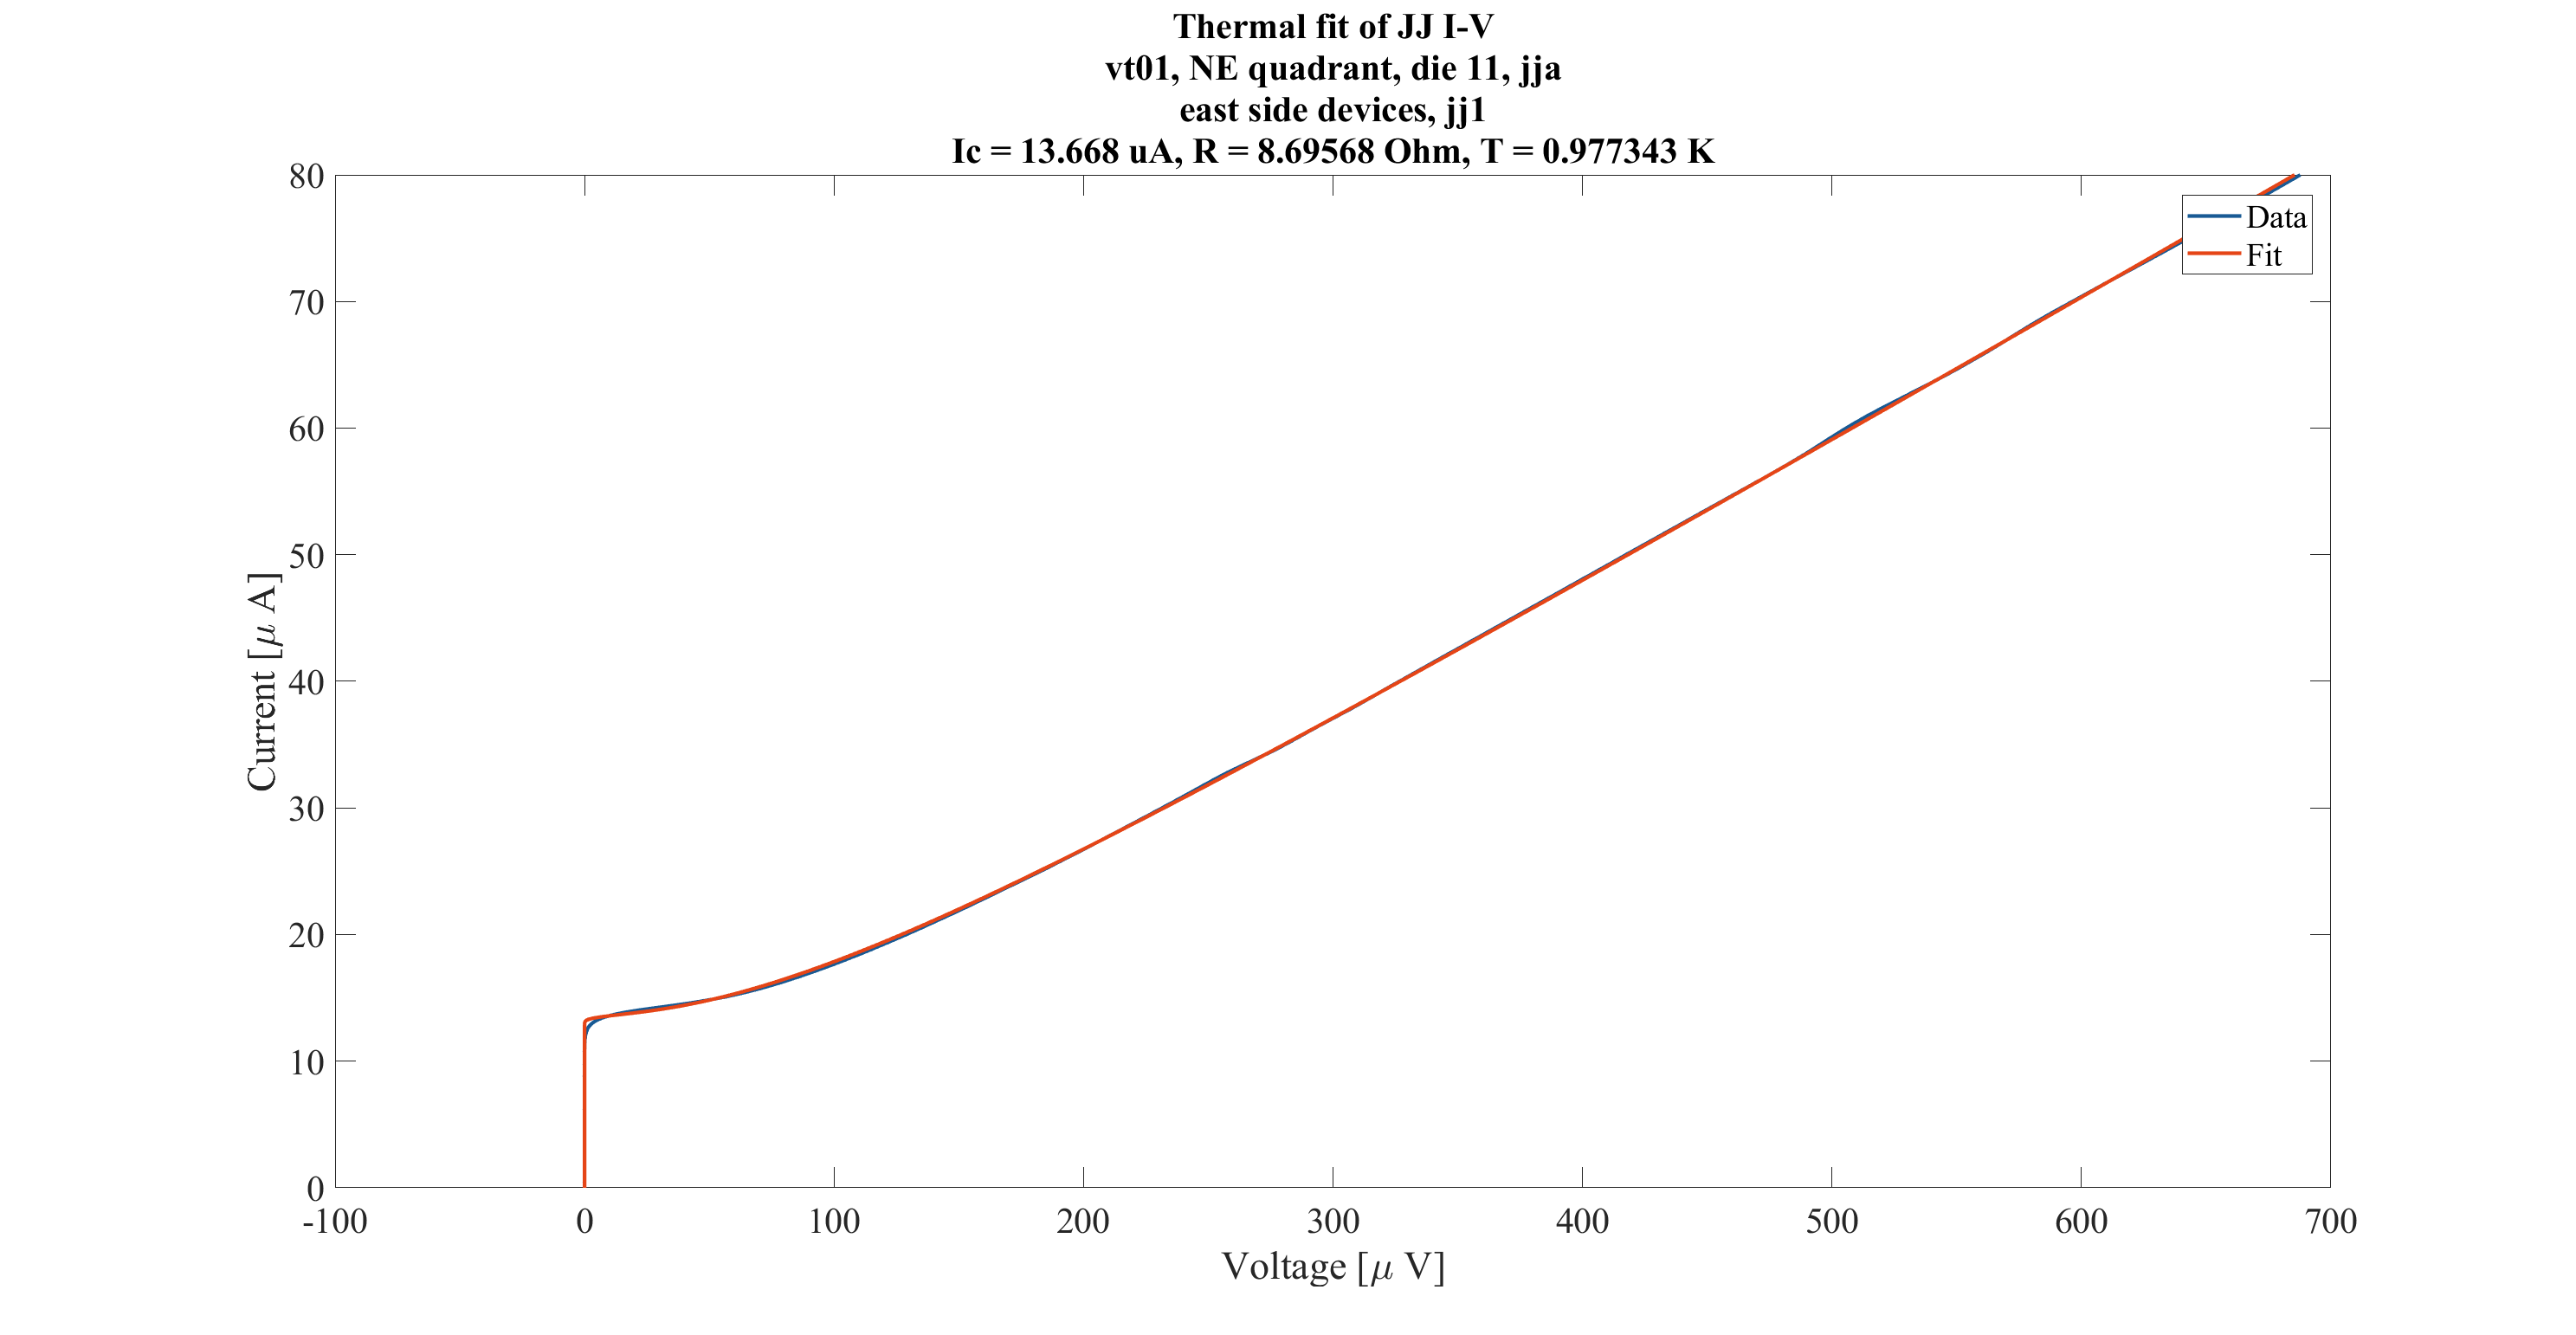 Thermal fit of JJ I-V
vt01, NE quadrant, die 11, jja
east side devices, jj1
Ic = 13.668 uA, R = 8.69568 Ohm, T = 0.977343 K
80
70
60
50
40
30
20
10
0
Current [μ A]
Data
Fit
-100
0
100
200
300
400
500
600
700
Voltage [μ V]